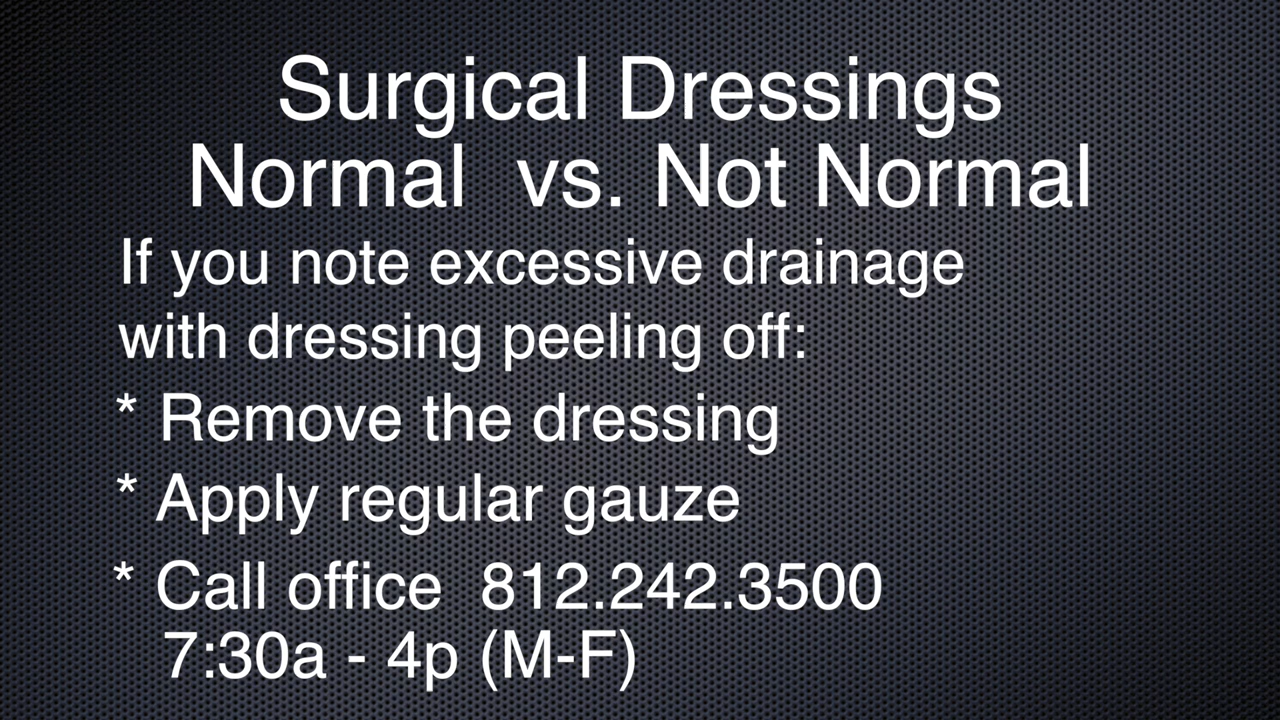 Surgical Dressings
Normal  vs. Not Normal
If you note excessive drainage
with dressing peeling off:
* Remove the dressing
* Apply regular gauze
* Call office  812.242.3500
7:30a - 4p (M-F)